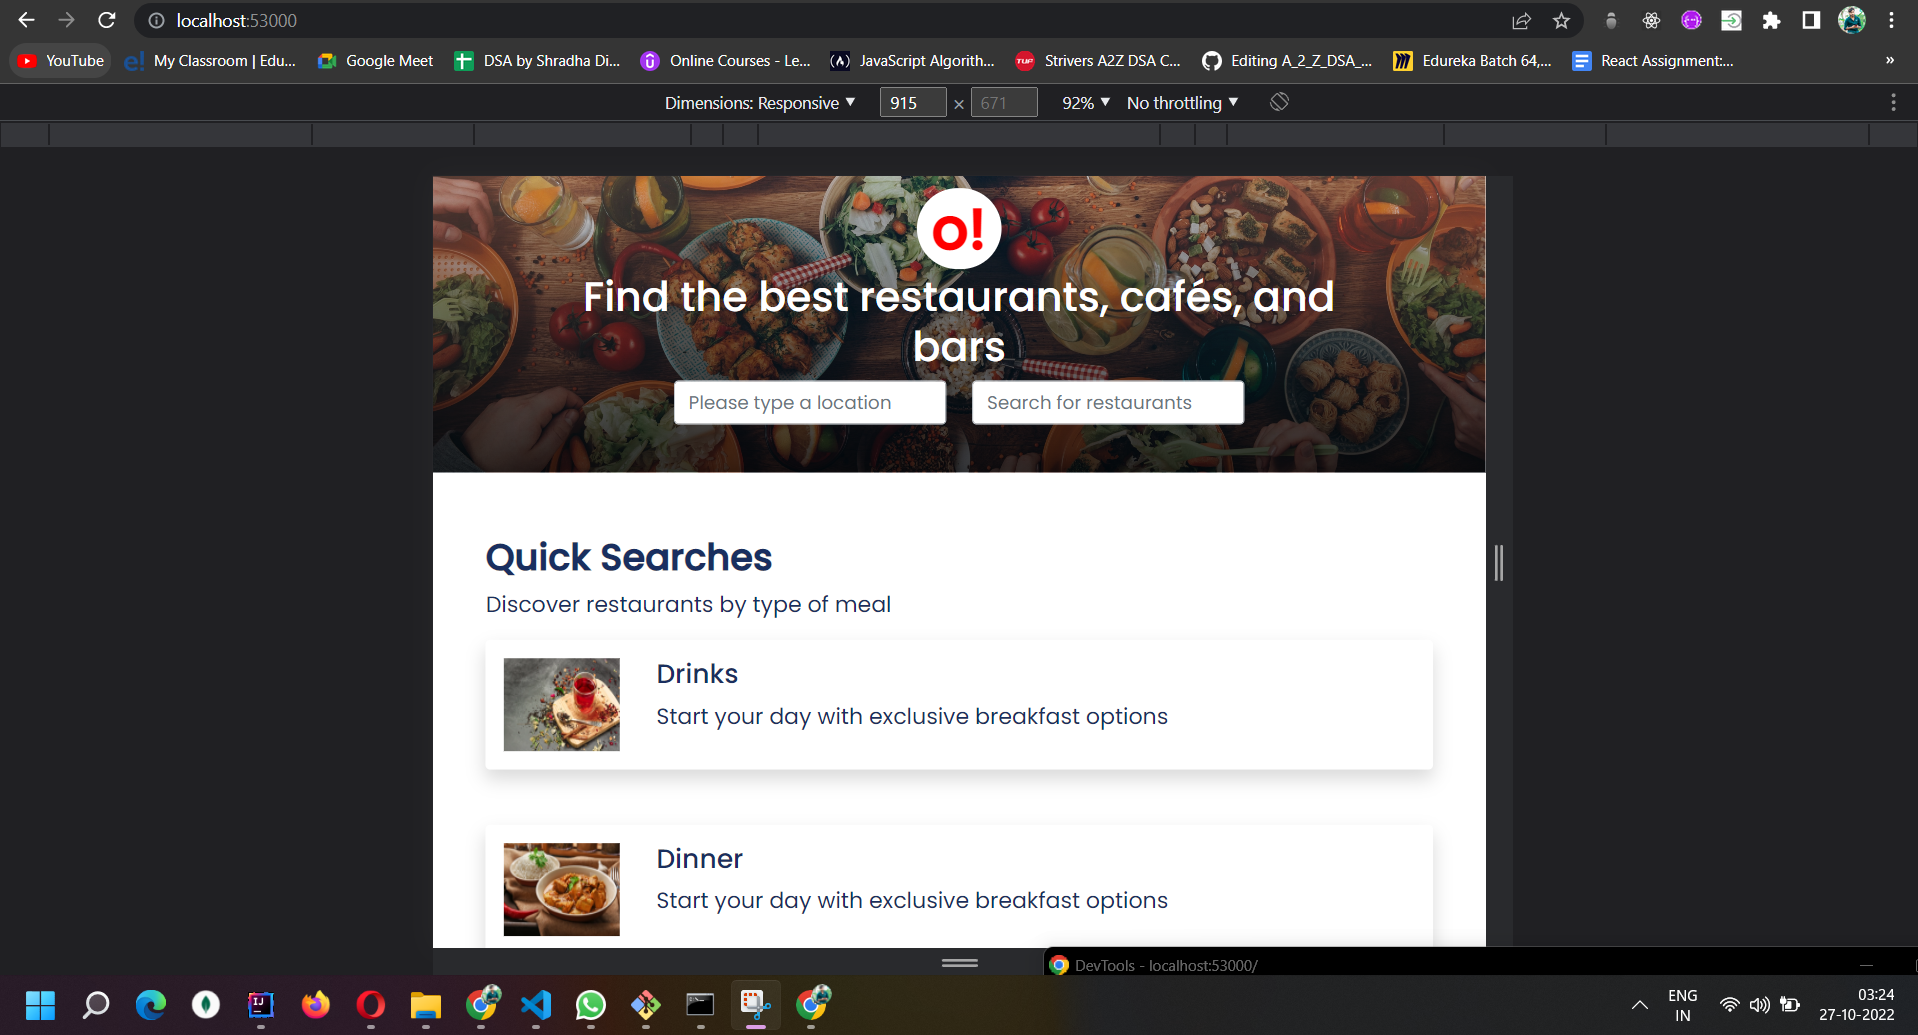 localhost:53000
YouTube
e! My Classroom | Edu...
Google Meet
DSA by Shradha Di...
Online Courses - Le...
JavaScript Algorith...
TUF Strivers A2Z DSA C...
Editing A_2_Z_DSA_...
Edureka Batch 64,...
React Assignment:...
»
Dimensions: Responsive ▼ 915 × 671 92% ▼ No throttling ▼
o!
Find the best restaurants, cafés, and
bars
Please type a location
Search for restaurants
Quick Searches
Discover restaurants by type of meal
Drinks
Start your day with exclusive breakfast options
Dinner
Start your day with exclusive breakfast options
DevTools - localhost:53000/
IJ
ENG
IN
03:24
27-10-2022